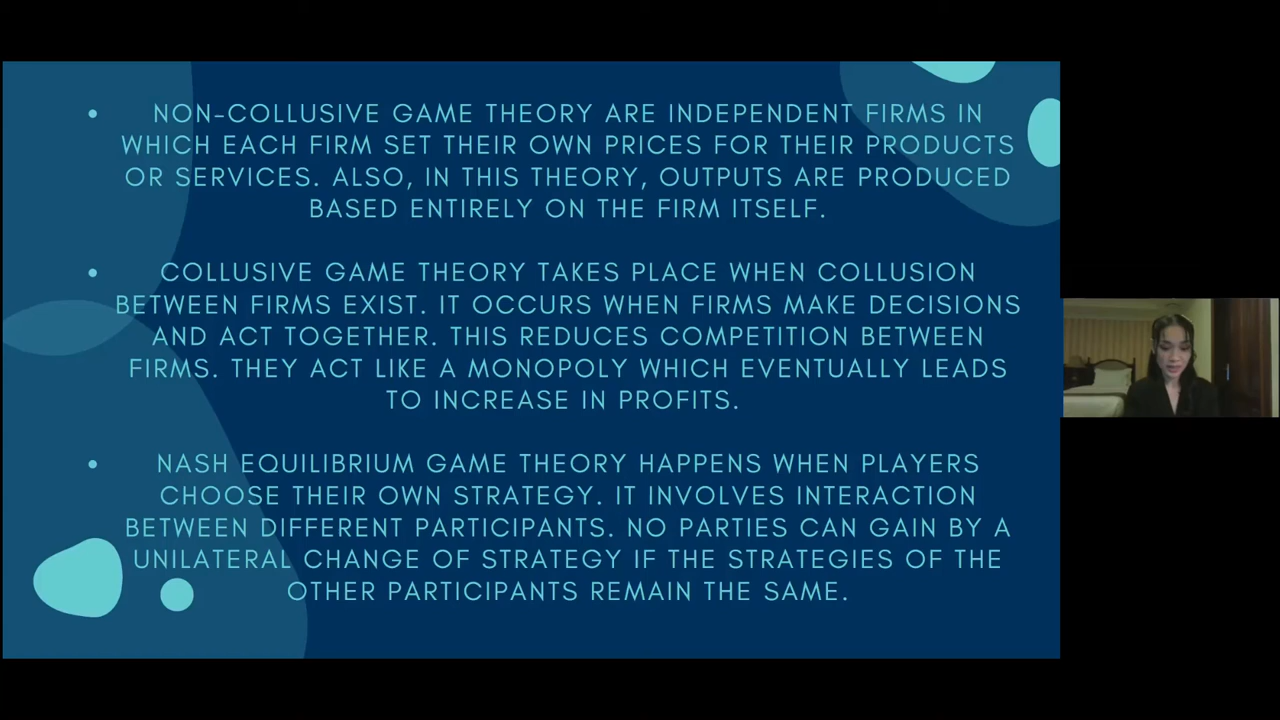 • NON-COLLUSIVE GAME THEORY ARE INDEPENDENT FIRMS IN
WHICH EACH FIRM SET THEIR OWN PRICES FOR THEIR PRODUCTS
OR SERVICES. ALSO, IN THIS THEORY, OUTPUTS ARE PRODUCED
BASED ENTIRELY ON THE FIRM ITSELF.
• COLLUSIVE GAME THEORY TAKES PLACE WHEN COLLUSION
BETWEEN FIRMS EXIST. IT OCCURS WHEN FIRMS MAKE DECISIONS
AND ACT TOGETHER. THIS REDUCES COMPETITION BETWEEN
FIRMS. THEY ACT LIKE A MONOPOLY WHICH EVENTUALLY LEADS
TO INCREASE IN PROFITS.
• NASH EQUILIBRIUM GAME THEORY HAPPENS WHEN PLAYERS
CHOOSE THEIR OWN STRATEGY. IT INVOLVES INTERACTION
BETWEEN DIFFERENT PARTICIPANTS. NO PARTIES CAN GAIN BY A
UNILATERAL CHANGE OF STRATEGY IF THE STRATEGIES OF THE
OTHER PARTICIPANTS REMAIN THE SAME.